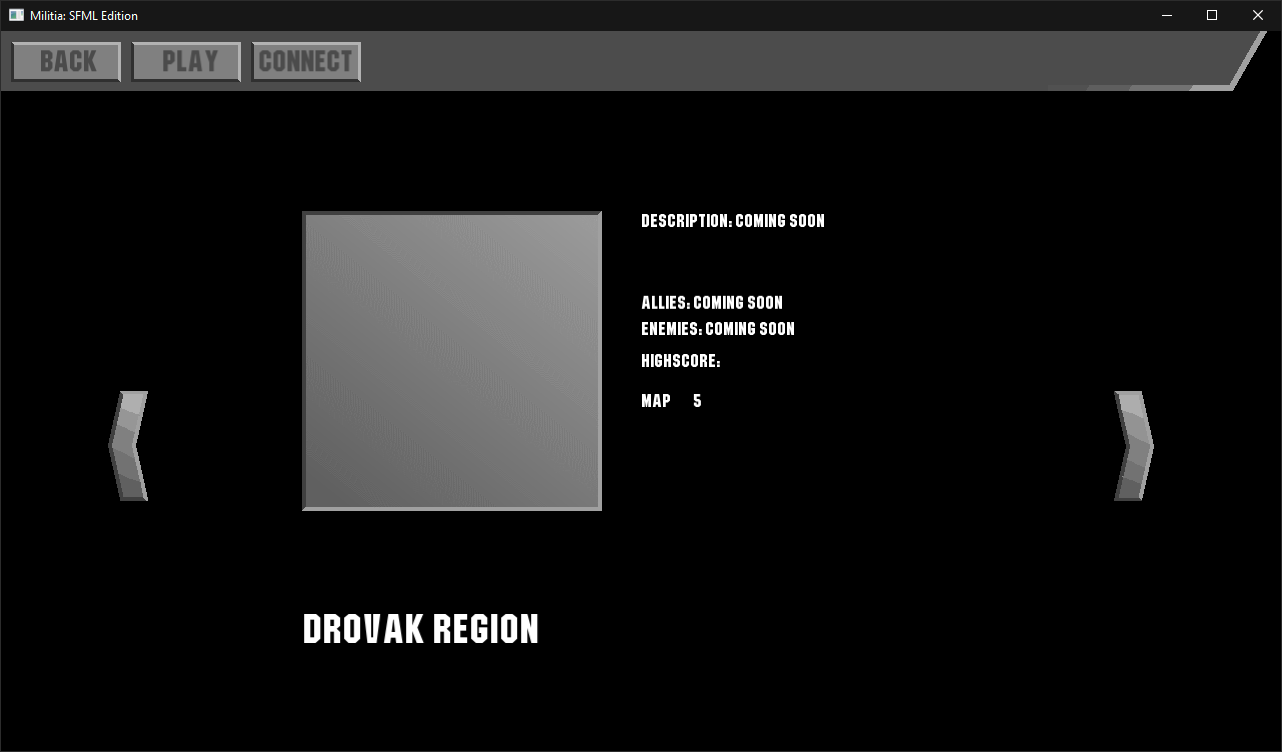 Militia: SFML Edition
BACK PLAY CONNECT
DESCRIPTION: COMING SOON
ALLIES: COMING SOON
ENEMIES: COMING SOON
HIGHSCORE:
MAP 5
DROVAK REGION